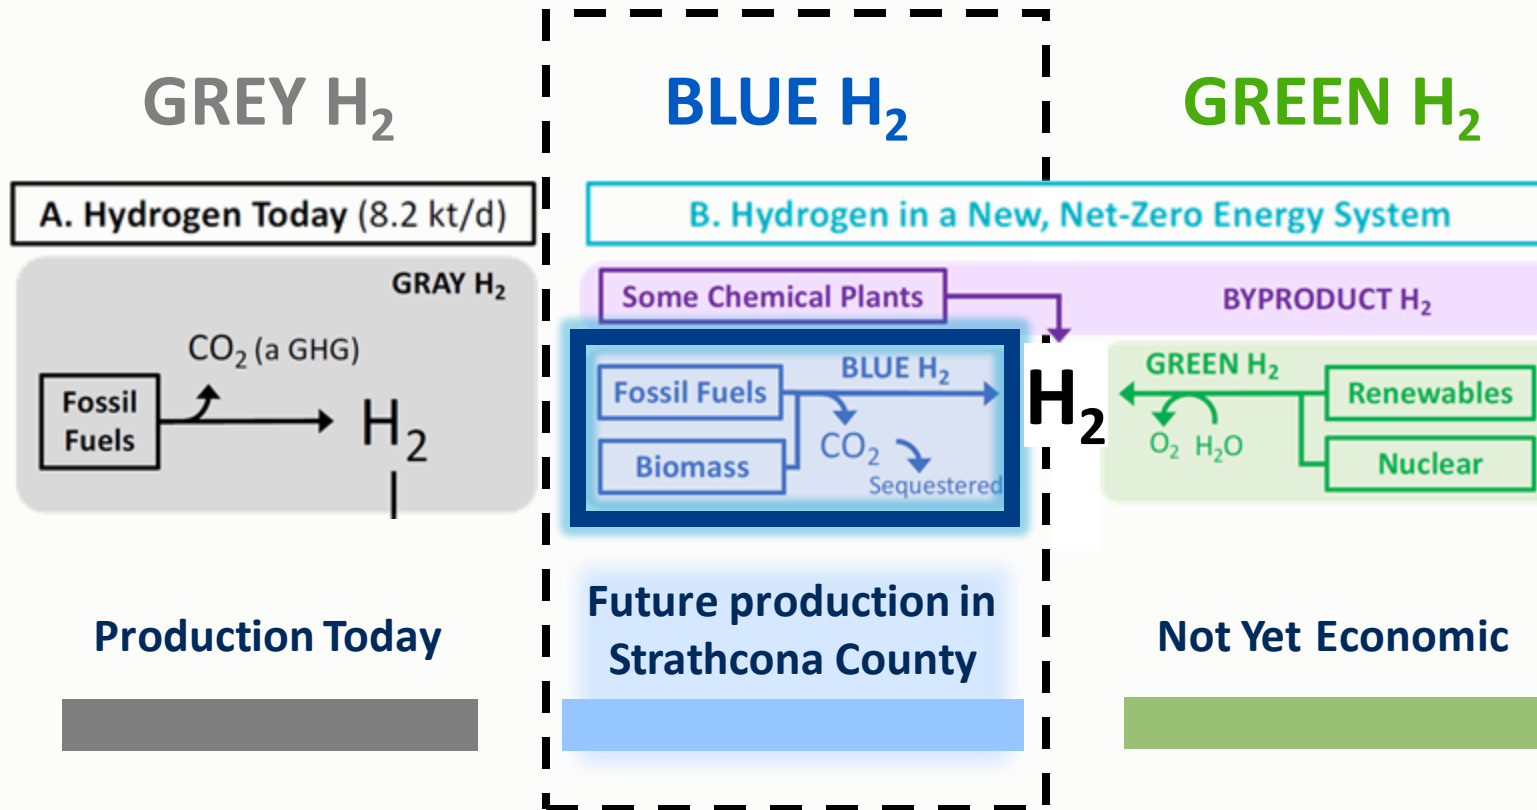 GREY H₂
BLUE H₂
GREEN H₂
A. Hydrogen Today (8.2 kt/d)
B. Hydrogen in a New, Net-Zero Energy System
GRAY H₂
CO₂ (a GHG)
Fossil
Fuels
H₂
Some Chemical Plants
BYPRODUCT H₂
BLUE H₂
Fossil Fuels
Biomass
CO₂
Sequestered
H₂
GREEN H₂
Renewables
O₂ H₂O
Nuclear
Production Today
Future production in
Strathcona County
Not Yet Economic